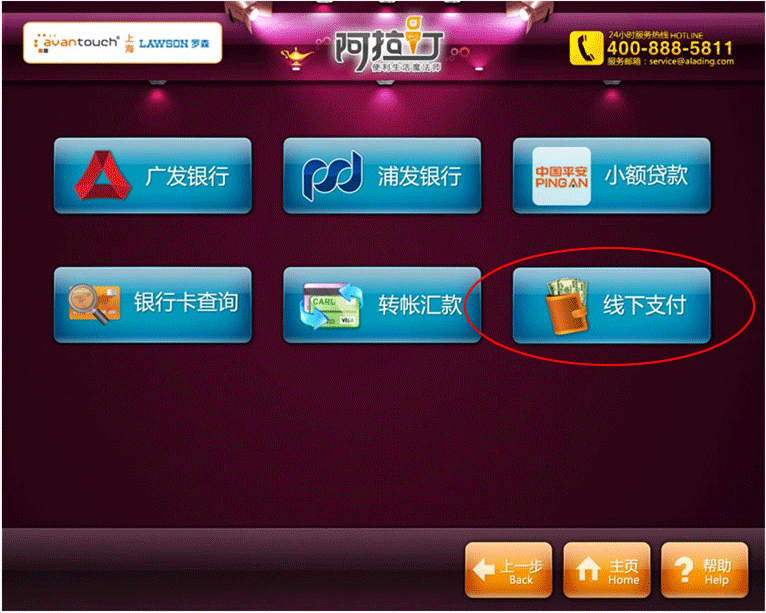 avantouch® 上海 LAWSON 罗森
阿拉订
便利生活魔法师
24小时服务热线 HOTLINE
400-888-5811
服务邮箱：service@alading.com
广发银行
浦发银行
中国平安
PINGAN
小额贷款
银行卡查询
CARD
VISA
转帐汇款
线下支付
上一步
Back
主页
Home
帮助
Help